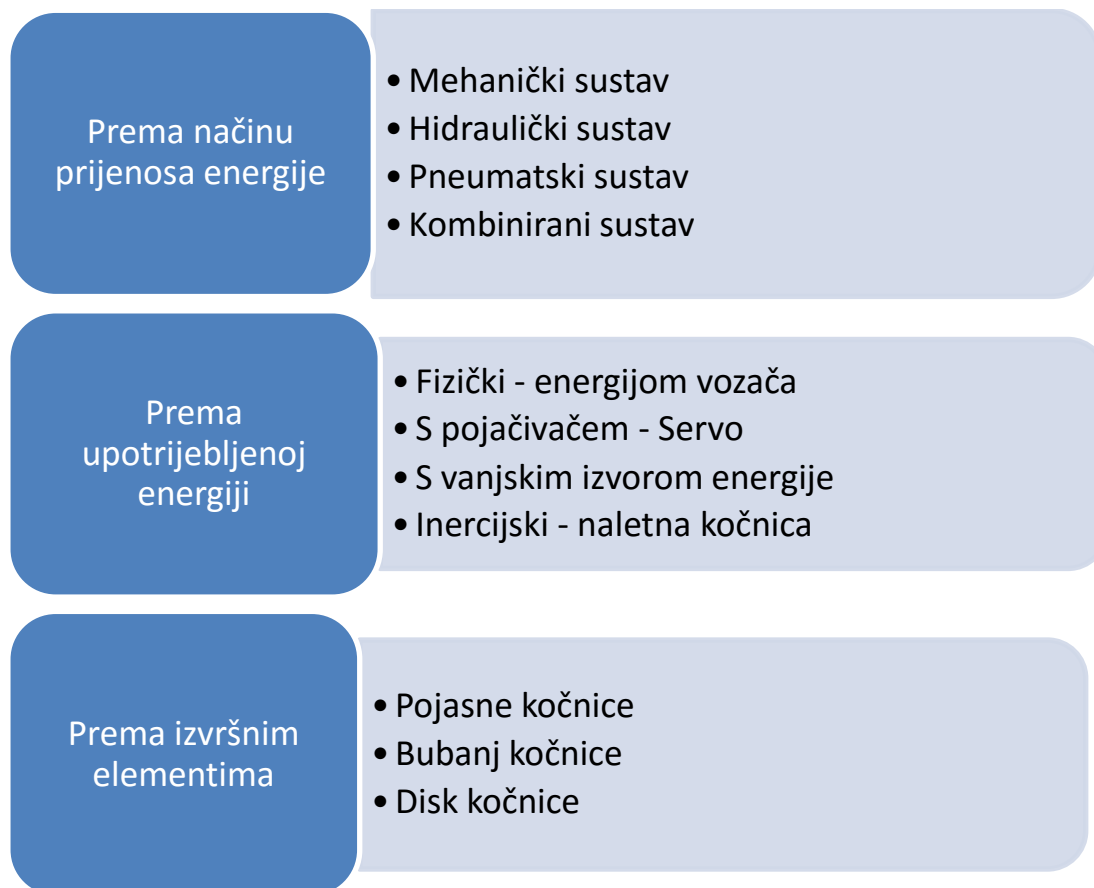 Prema načinu
prijenosa energije
• Mehanički sustav
• Hidraulički sustav
• Pneumatski sustav
• Kombinirani sustav
Prema
upotrijebljenoj
energiji
• Fizički - energijom vozača
• S pojačivačem - Servo
• S vanjskim izvorom energije
• Inercijski - naletna kočnica
Prema izvršnim
elementima
• Pojasne kočnice
• Bubanj kočnice
• Disk kočnice